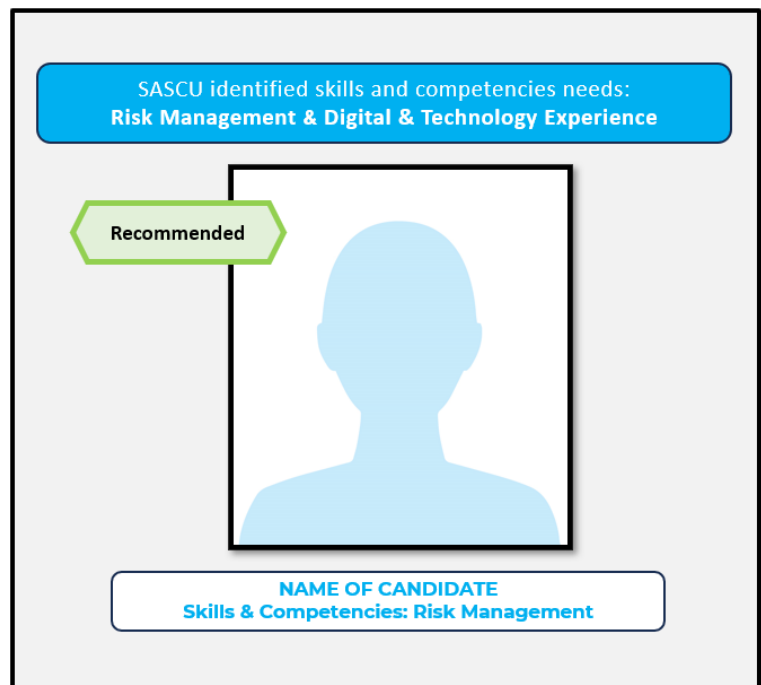 SASCU identified skills and competencies needs:
Risk Management & Digital & Technology Experience
Recommended
NAME OF CANDIDATE
Skills & Competencies: Risk Management